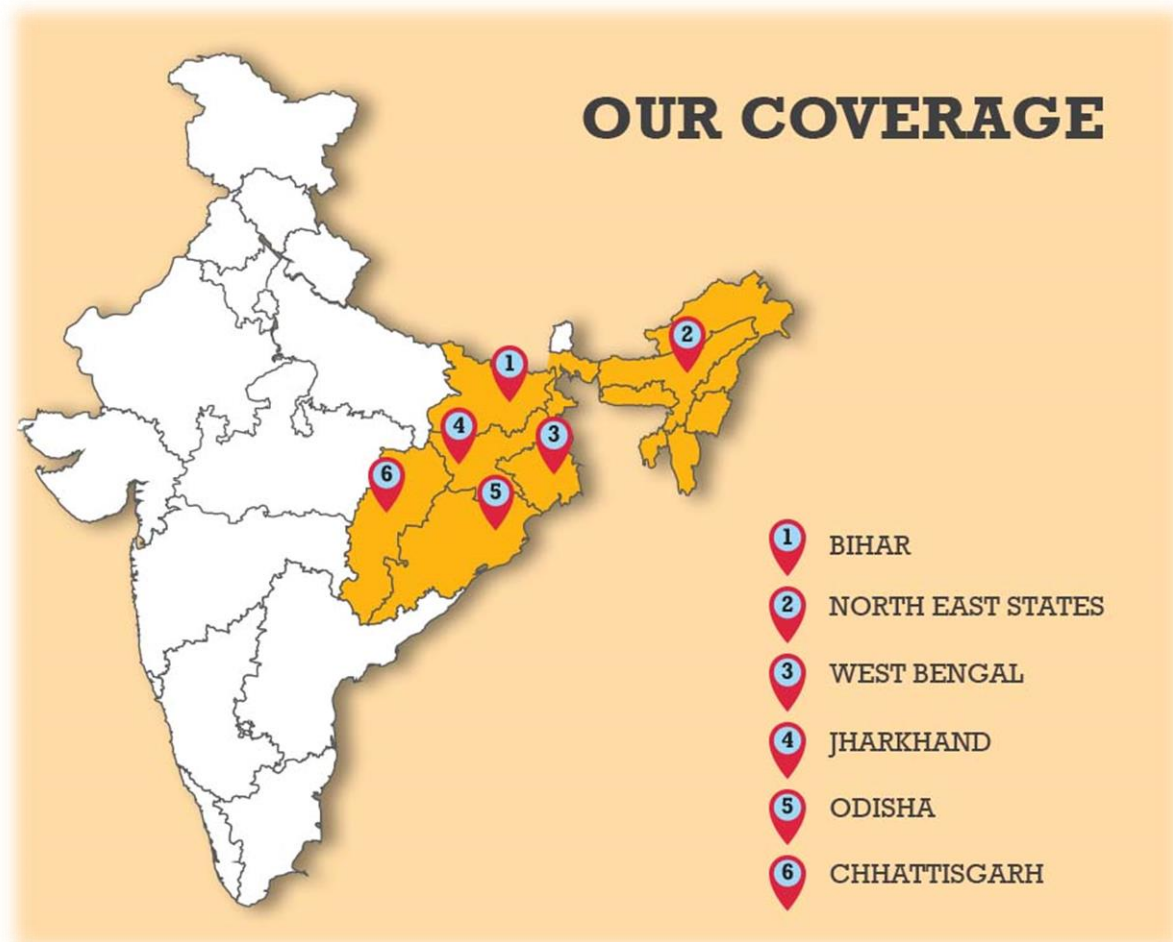 OUR COVERAGE
2
1
4
3
6
5
1 BIHAR
2 NORTH EAST STATES
3 WEST BENGAL
4 JHARKHAND
5 ODISHA
6 CHHATTISGARH